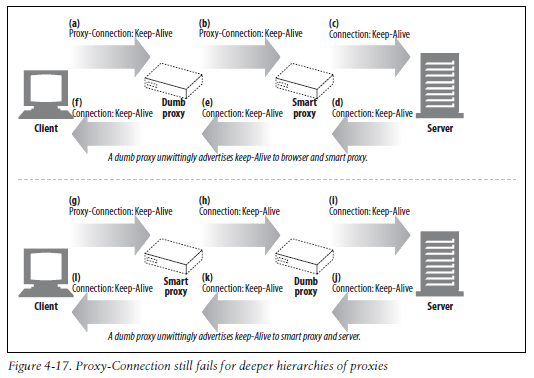 (a) (b) (c)
Proxy-Connection: Keep-Alive Proxy-Connection: Keep-Alive Connection: Keep-Alive
(f) Dumb (e) Smart (d)
Connection: Keep-Alive proxy Connection: Keep-Alive proxy Connection: Keep-Alive
Client Server
A dumb proxy unwittingly advertises keep-Alive to browser and smart proxy.
(g) (h) (I)
Proxy-Connection: Keep-Alive Connection: Keep-Alive Connection: Keep-Alive
(l) Smart (k) Dumb (j)
Connection: Keep-Alive proxy Connection: Keep-Alive proxy Connection: Keep-Alive
Client Server
A dumb proxy unwittingly advertises keep-Alive to smart proxy and server.
Figure 4-17. Proxy-Connection still fails for deeper hierarchies of proxies